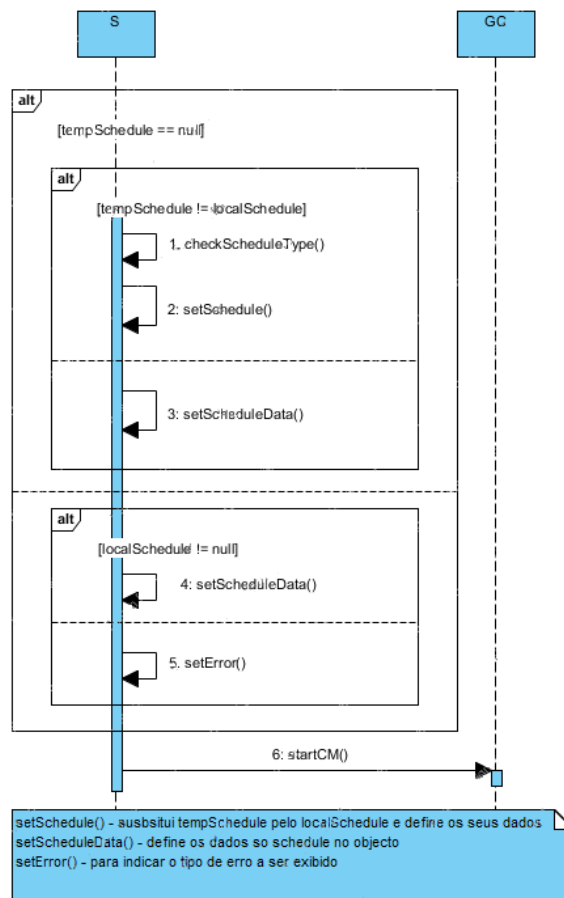 S
GC
alt
[tempSchedule == null]
alt
[tempSchedule != localSchedule]
1. checkScheduleType()
2: setSchedule()
3: setScheduleData()
alt
[localSchedule != null]
4: setScheduleData()
5. setError()
6: startCM()
setSchedule() - susbsitui tempSchedule pelo localSchedule e define os seus dados
setScheduleData() - define os dados so schedule no objecto
setError() - para indicar o tipo de erro a ser exibido